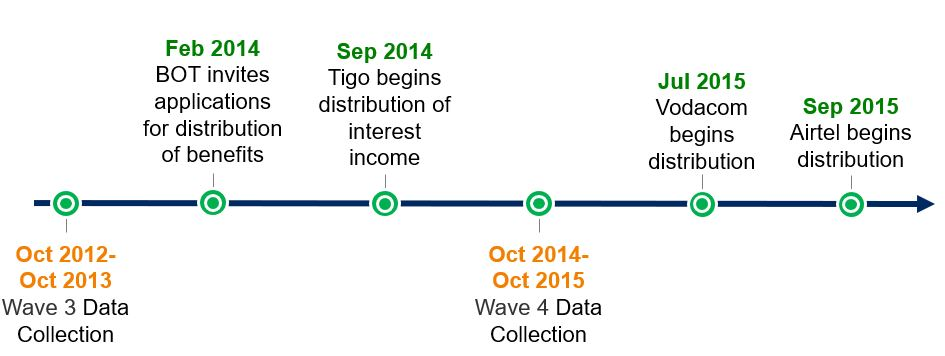 Feb 2014
BOT invites
applications
for distribution
of benefits
Sep 2014
Tigo begins
distribution of
interest
income
Jul 2015
Vodacom
begins
distribution
Sep 2015
Airtel begins
distribution
Oct 2012-
Oct 2013
Wave 3 Data
Collection
Oct 2014-
Oct 2015
Wave 4 Data
Collection